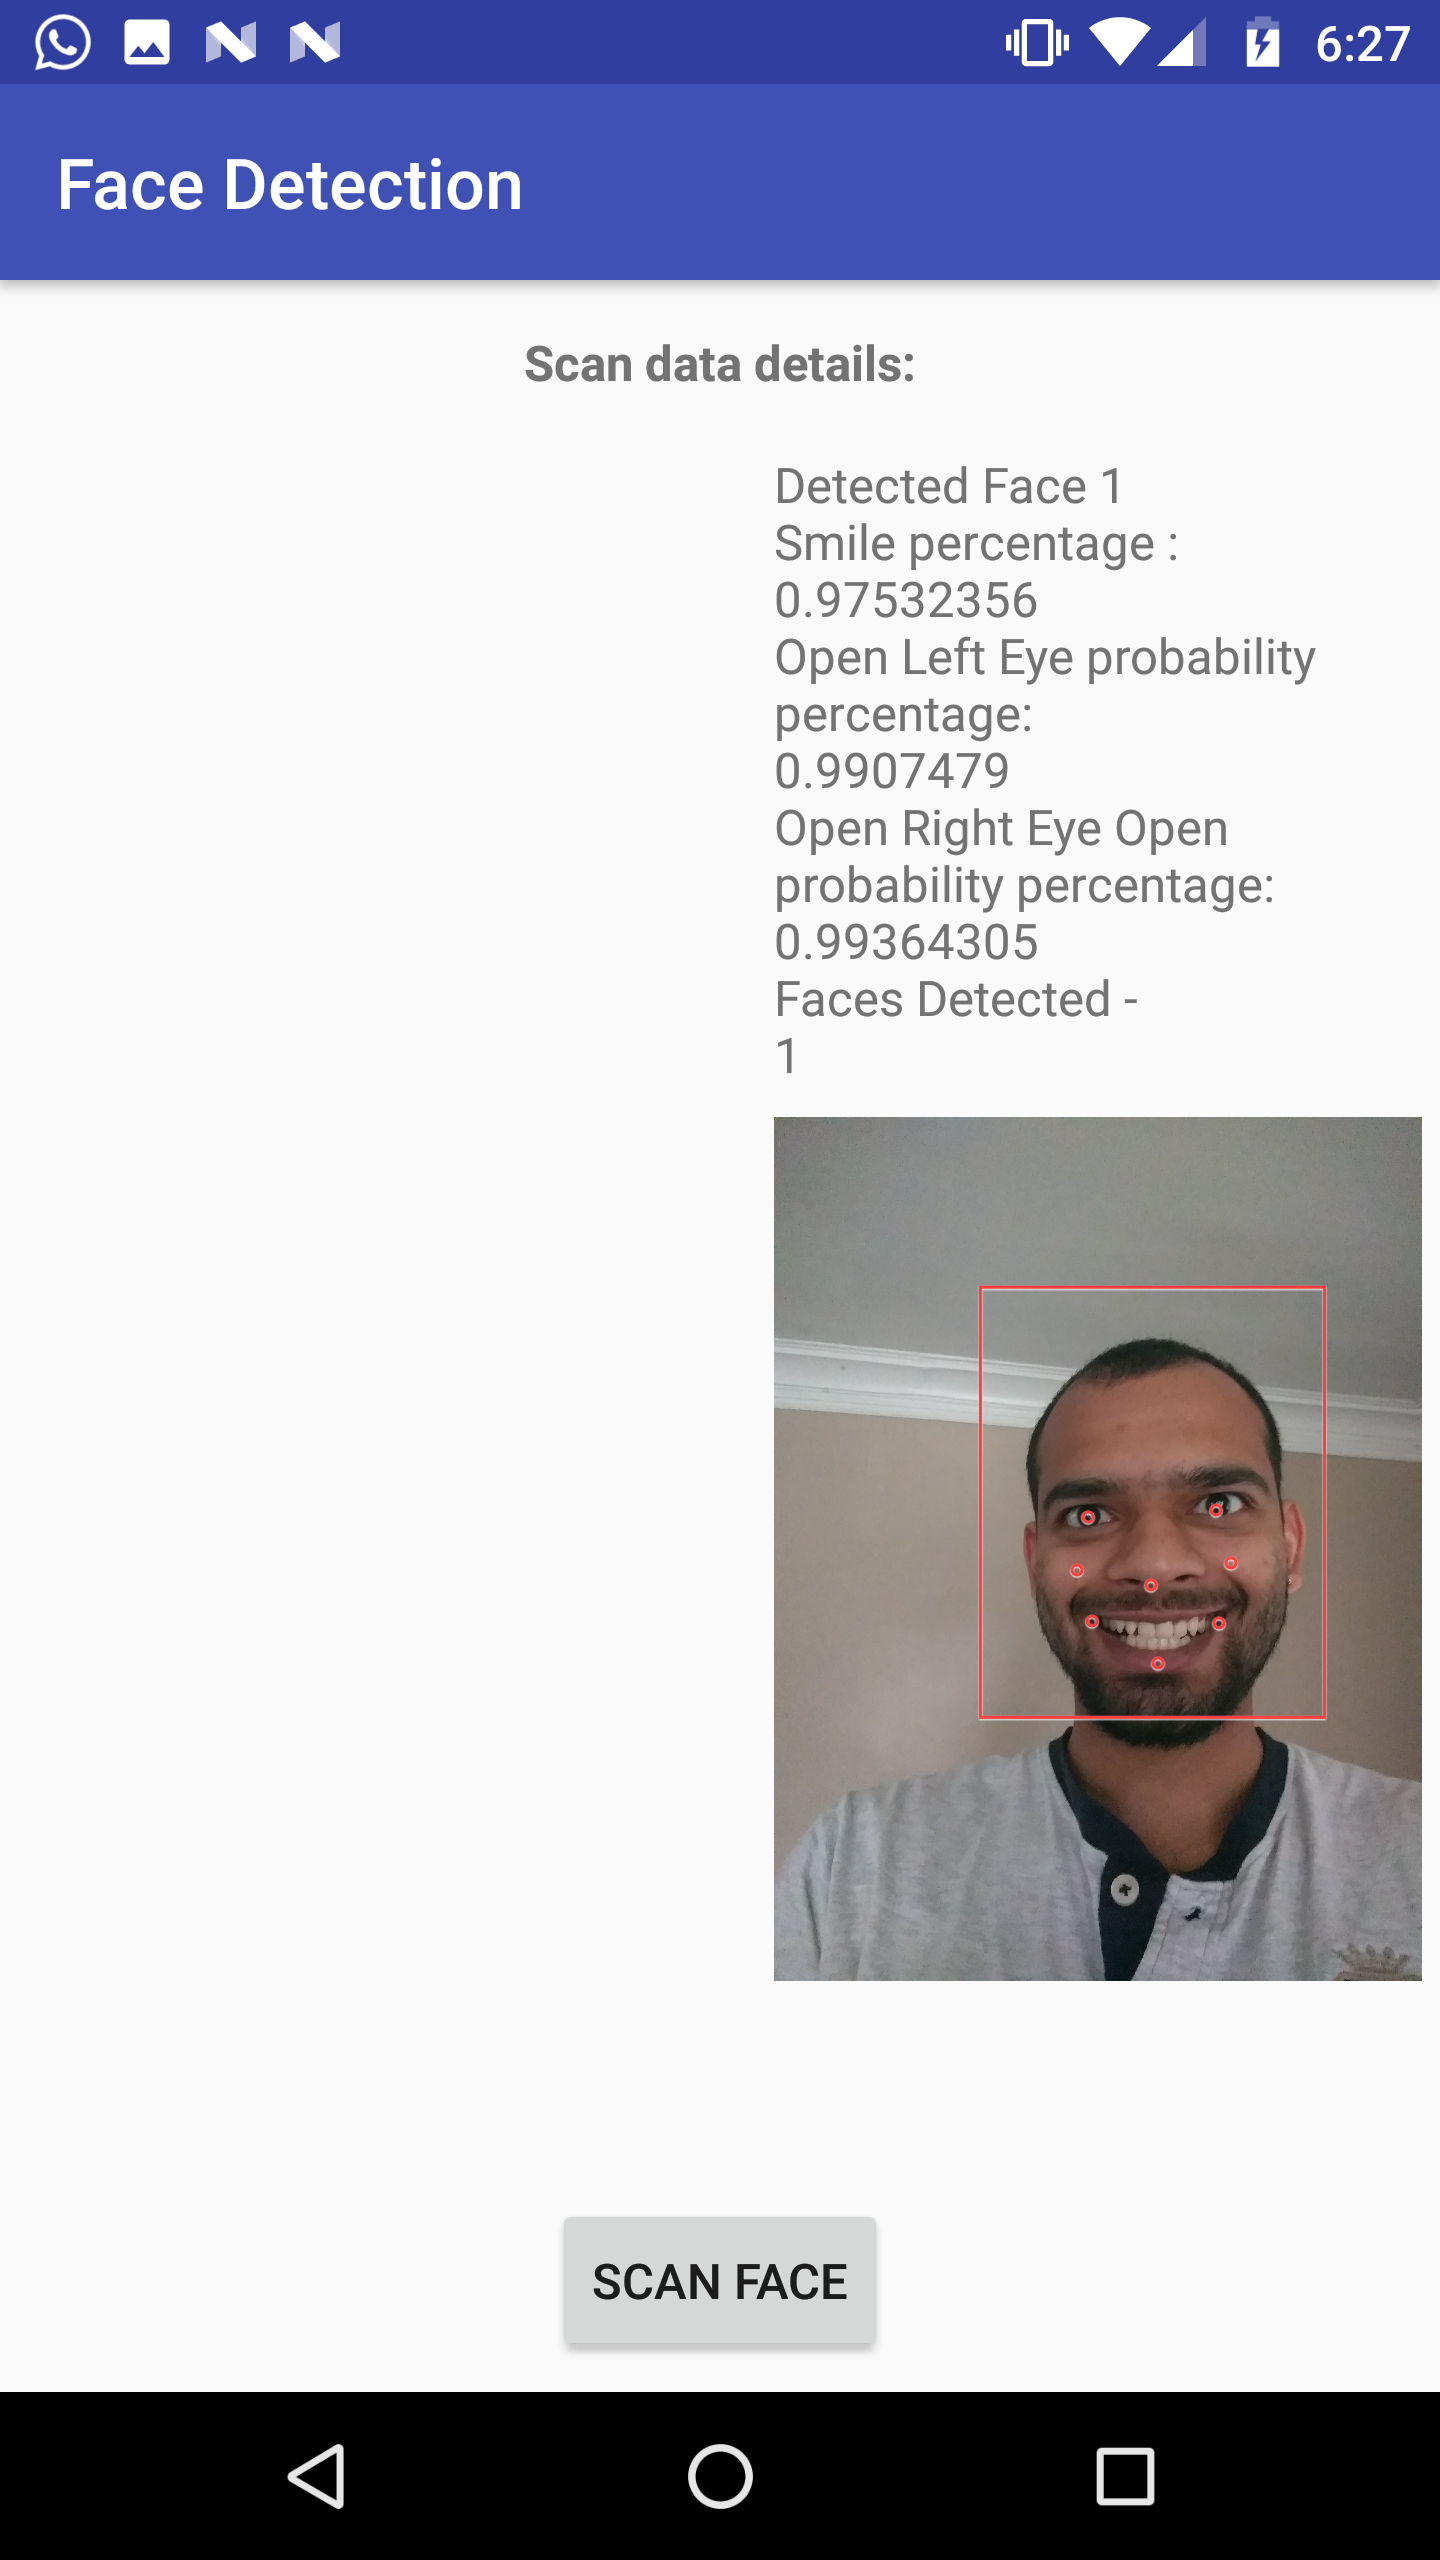 6:27
Face Detection
Scan data details:
Detected Face 1
Smile percentage :
0.97532356
Open Left Eye probability
percentage:
0.9907479
Open Right Eye Open
probability percentage:
0.99364305
Faces Detected -
1
SCAN FACE